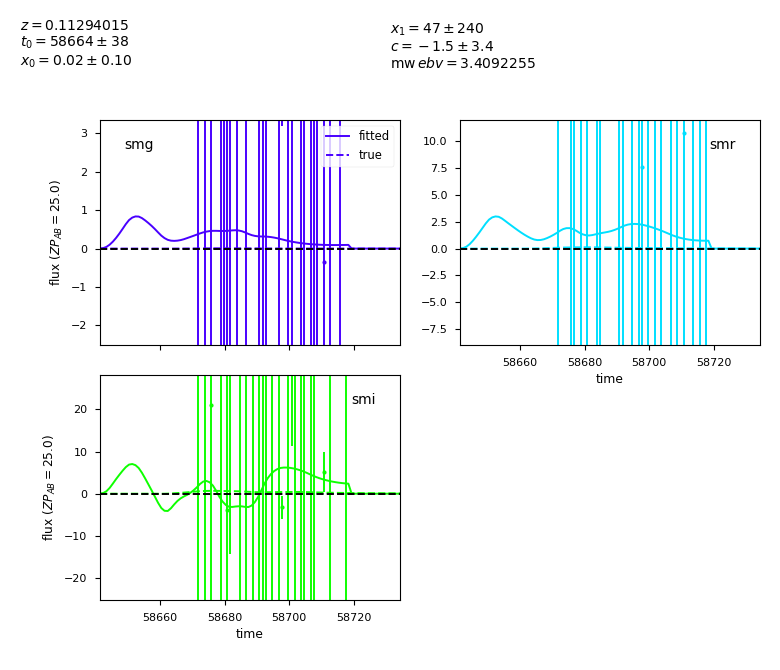 z = 0.11294015
t0 = 58664 ± 38
x0 = 0.02 ± 0.10
x1 = 47 ± 240
c = −1.5 ± 3.4
mw ebv = 3.4092255
smg
fitted
true
flux (ZP_AB = 25.0)
3
2
1
0
−1
−2
smr
10.0
7.5
5.0
2.5
0.0
−2.5
−5.0
−7.5
58660 58680 58700 58720
time
smi
flux (ZP_AB = 25.0)
20
10
0
−10
−20
58660 58680 58700 58720
time